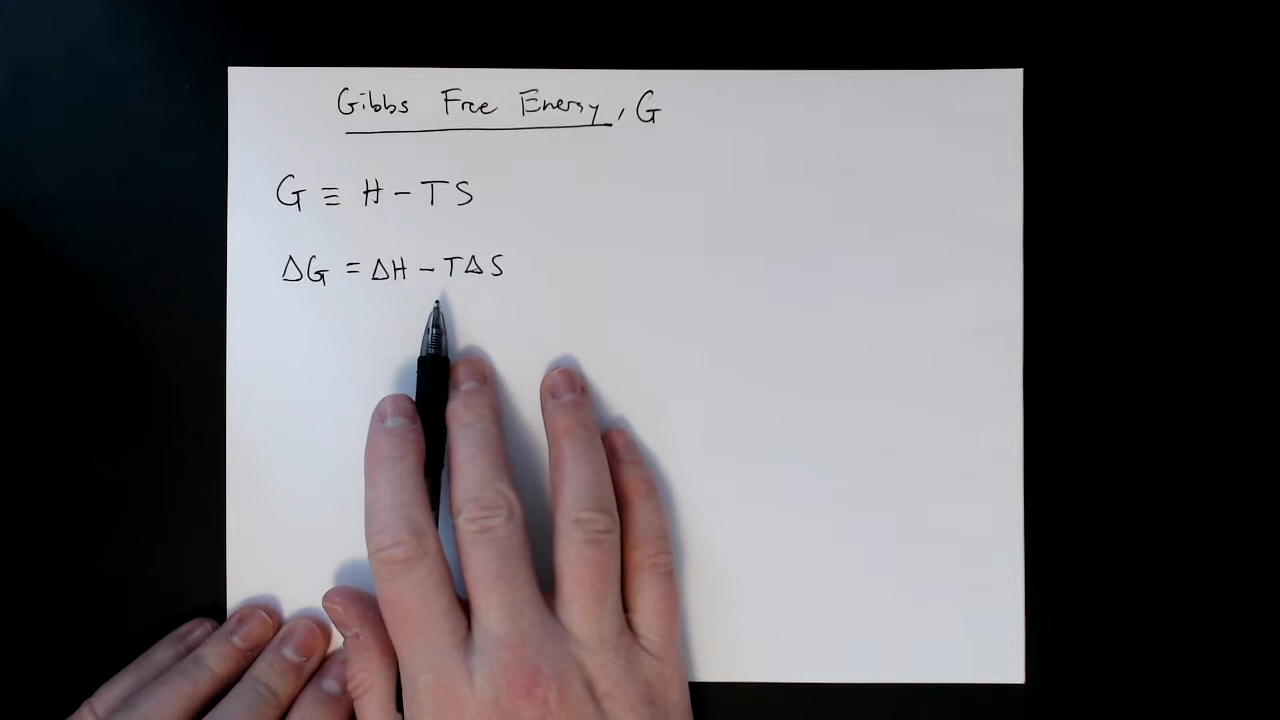 Gibbs Free Energy, G
G ≡ H - TS
ΔG = ΔH - TΔS